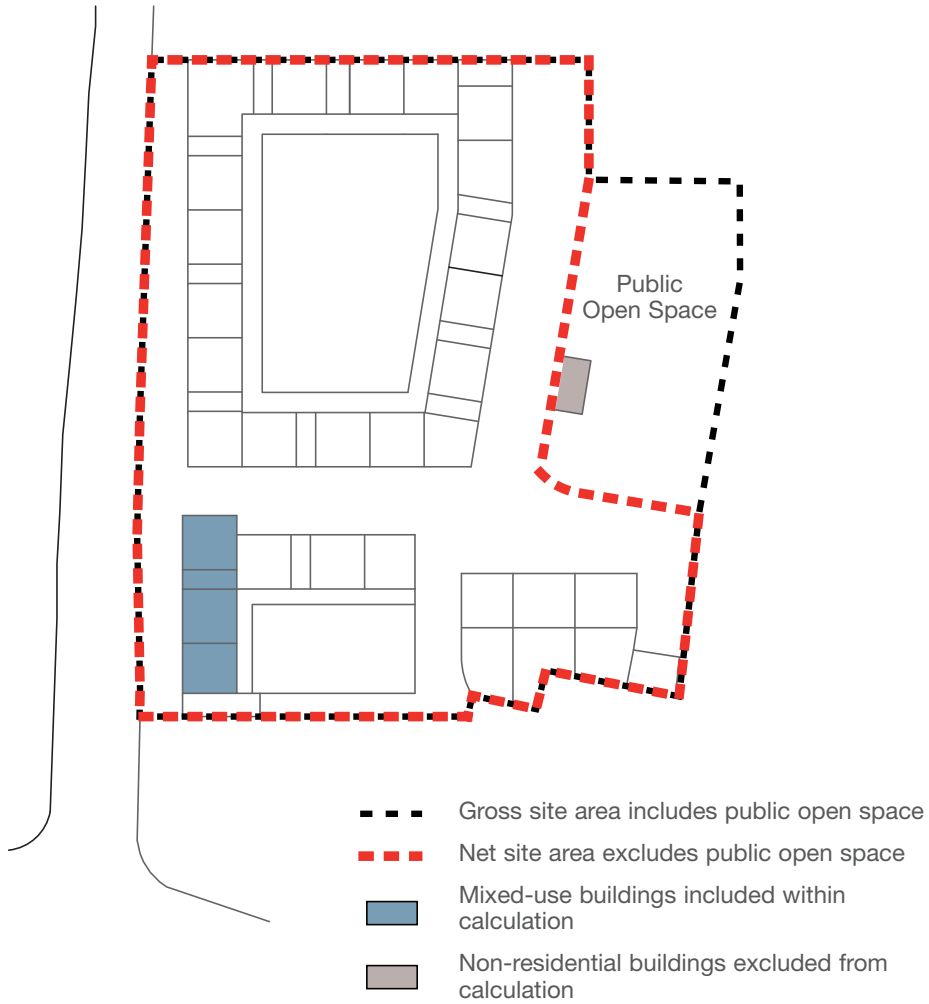 Public
Open Space
Gross site area includes public open space
Net site area excludes public open space
Mixed-use buildings included within
calculation
Non-residential buildings excluded from
calculation